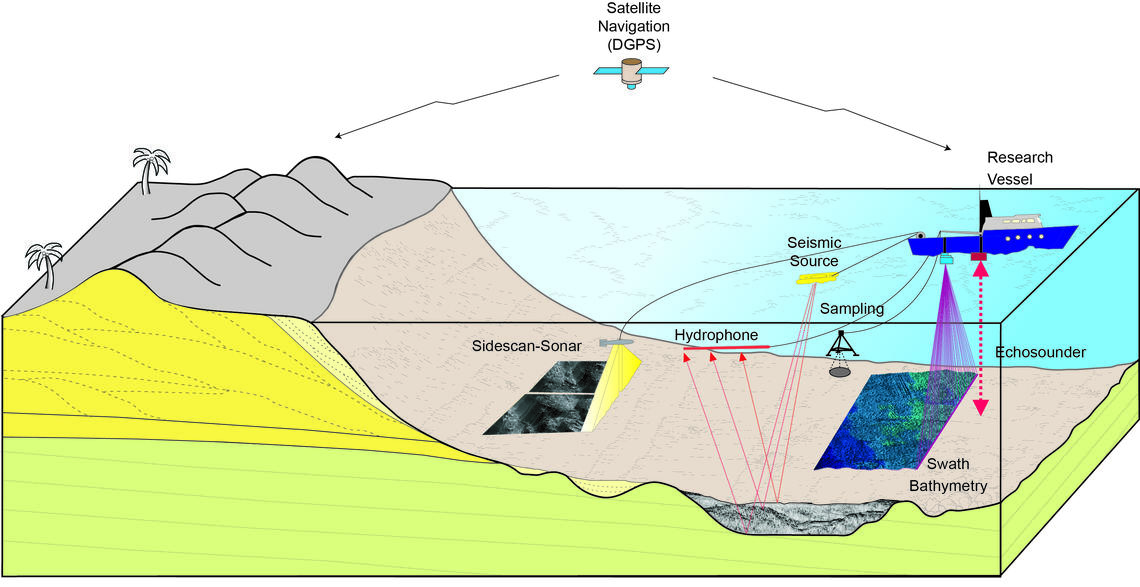 Satellite
Navigation
(DGPS)
Research
Vessel
Seismic
Source
Sampling
Hydrophone
Sidescan-Sonar
Echosounder
Swath
Bathymetry